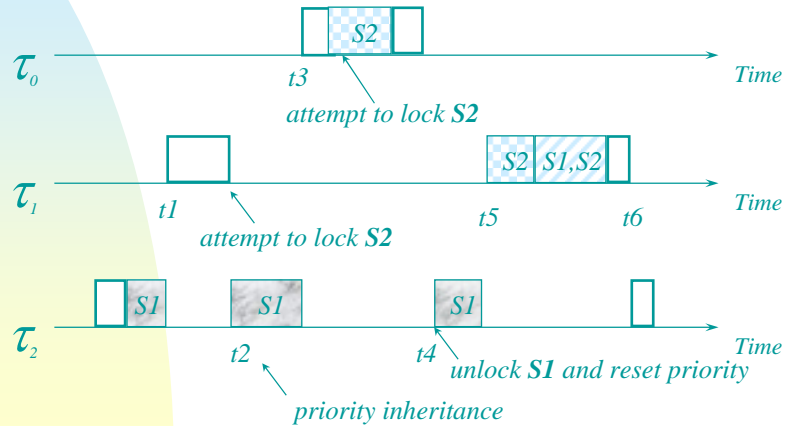 S2
τ0
t3
Time
attempt to lock S2
S2
S1,S2
τ1
t1
t5
t6
Time
attempt to lock S2
S1
S1
S1
τ2
t2
t4
Time
unlock S1 and reset priority
priority inheritance